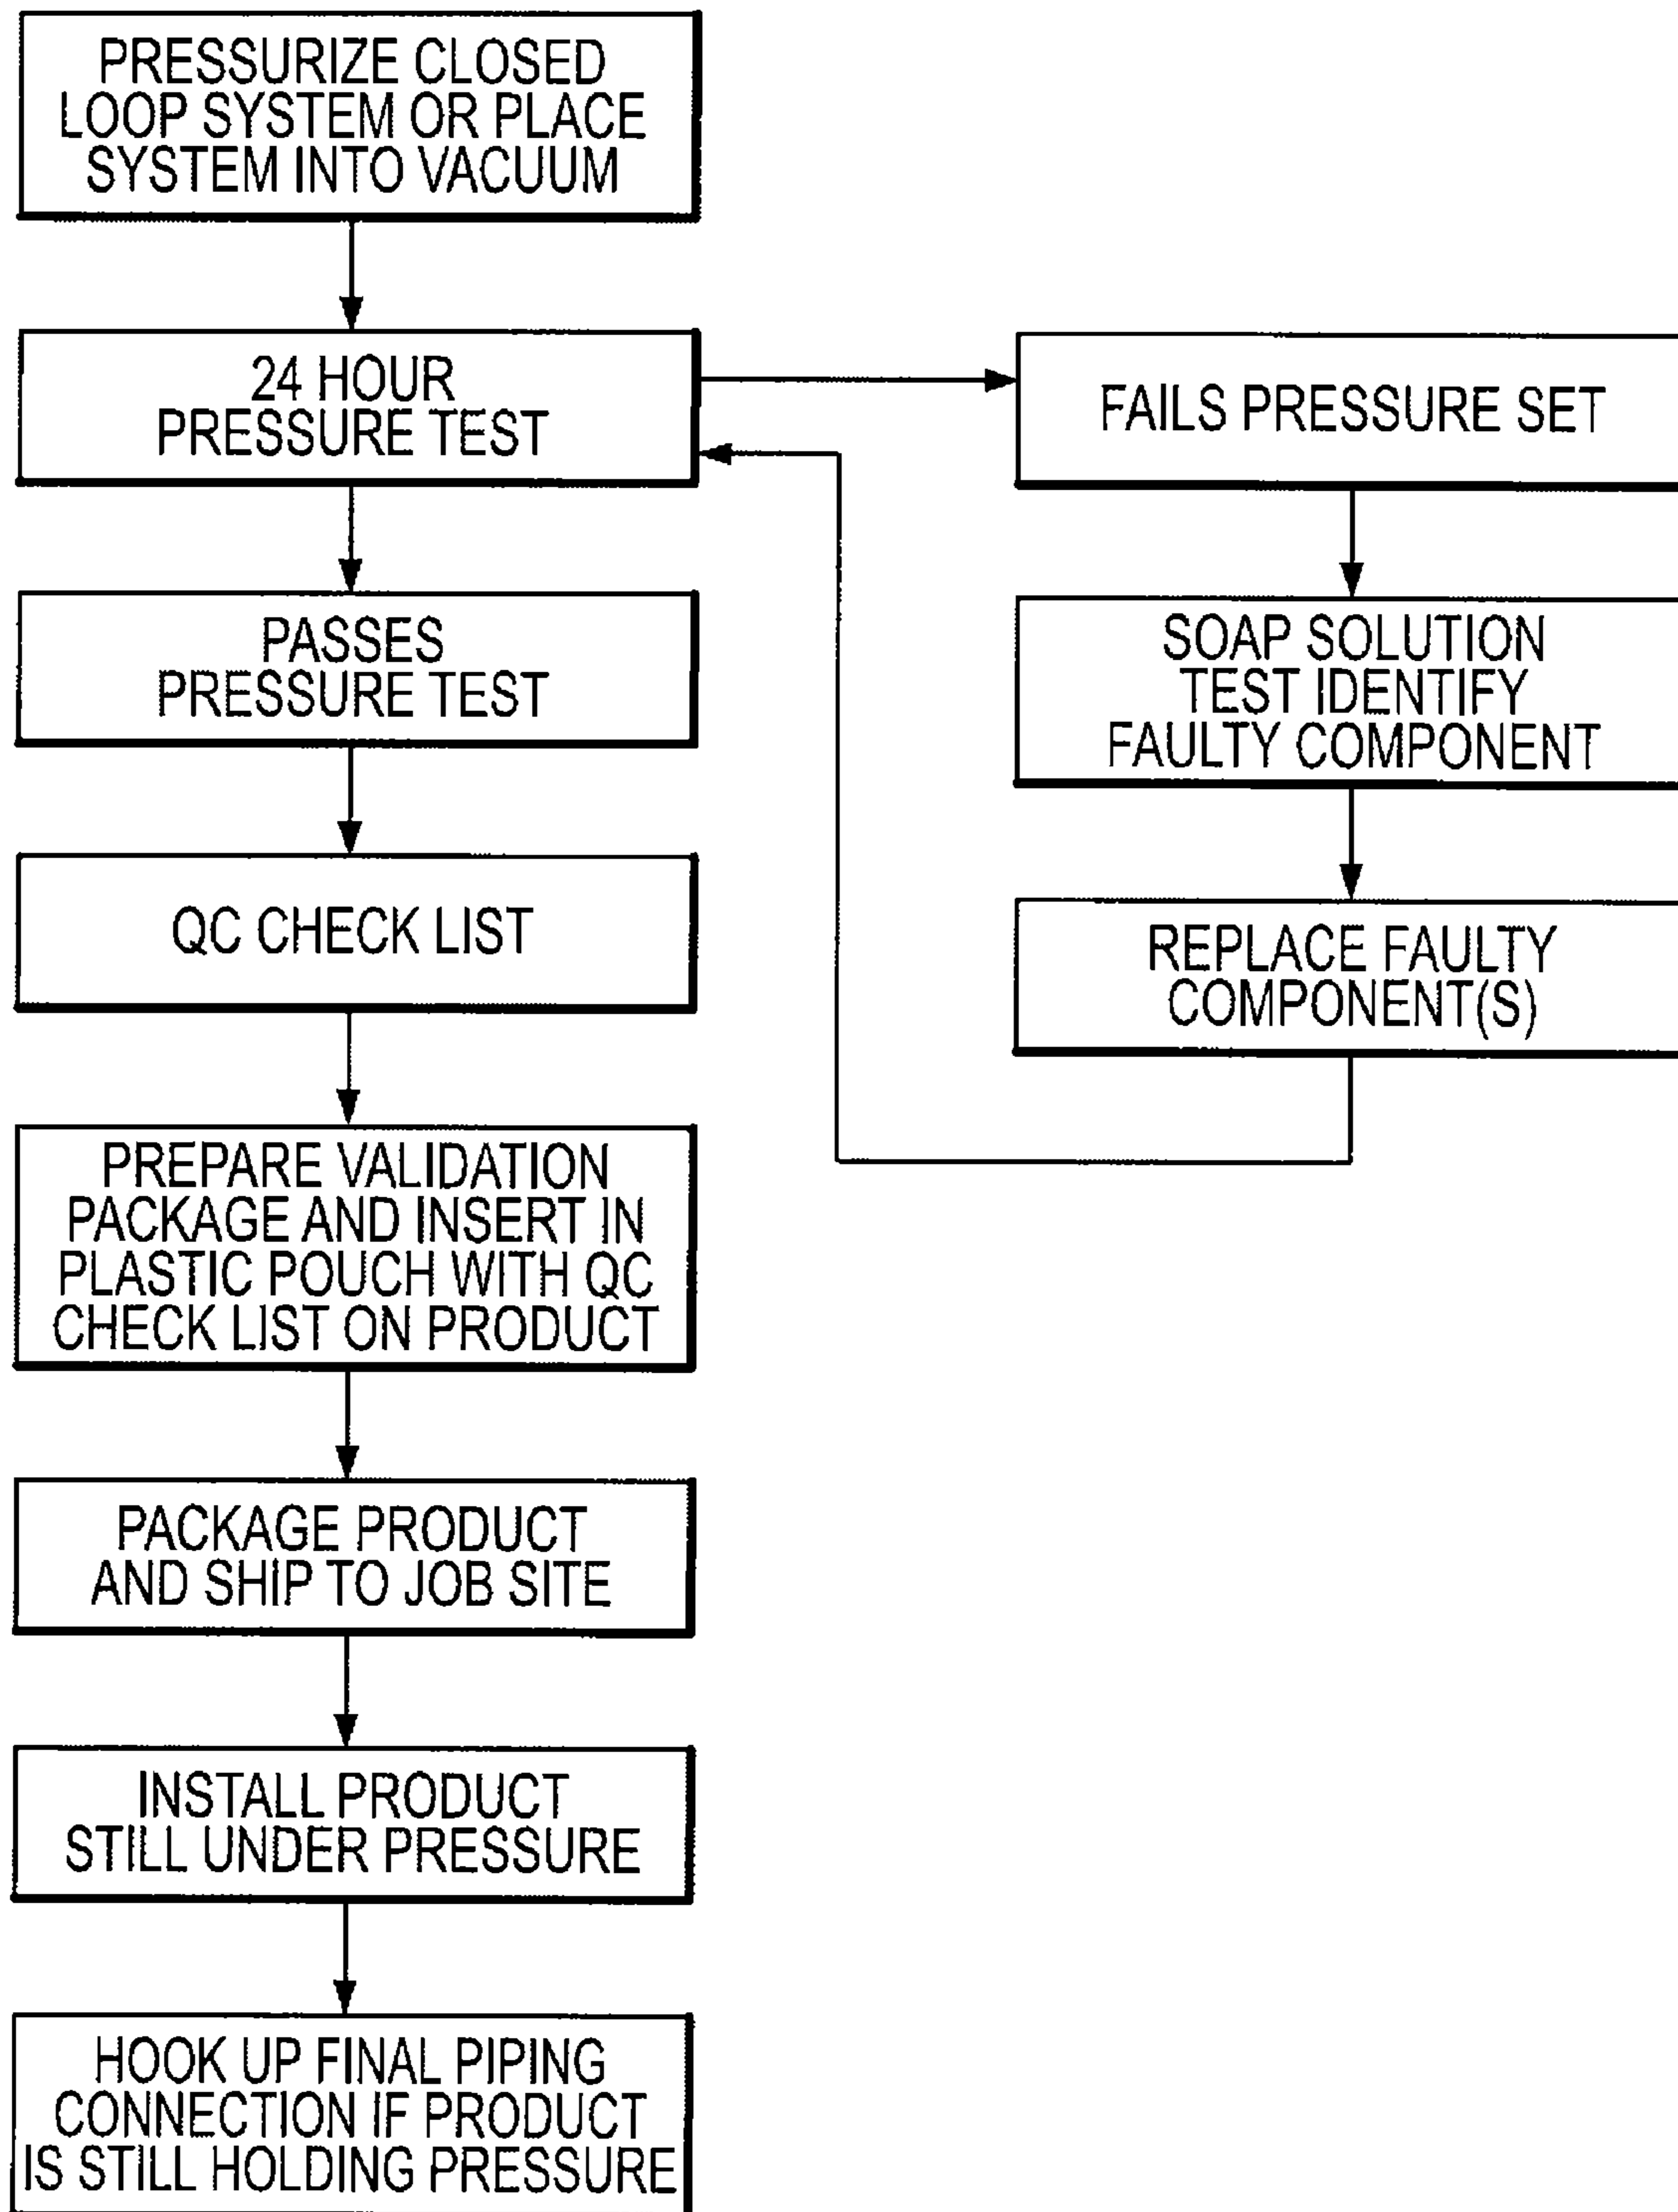 PRESSURIZE CLOSED
LOOP SYSTEM OR PLACE
SYSTEM INTO VACUUM
24 HOUR
PRESSURE TEST
FAILS PRESSURE SET
PASSES
PRESSURE TEST
SOAP SOLUTION
TEST IDENTIFY
FAULTY COMPONENT
QC CHECK LIST
REPLACE FAULTY
COMPONENT(S)
PREPARE VALIDATION
PACKAGE AND INSERT IN
PLASTIC POUCH WITH QC
CHECK LIST ON PRODUCT
PACKAGE PRODUCT
AND SHIP TO JOB SITE
INSTALL PRODUCT
STILL UNDER PRESSURE
HOOK UP FINAL PIPING
CONNECTION IF PRODUCT
IS STILL HOLDING PRESSURE